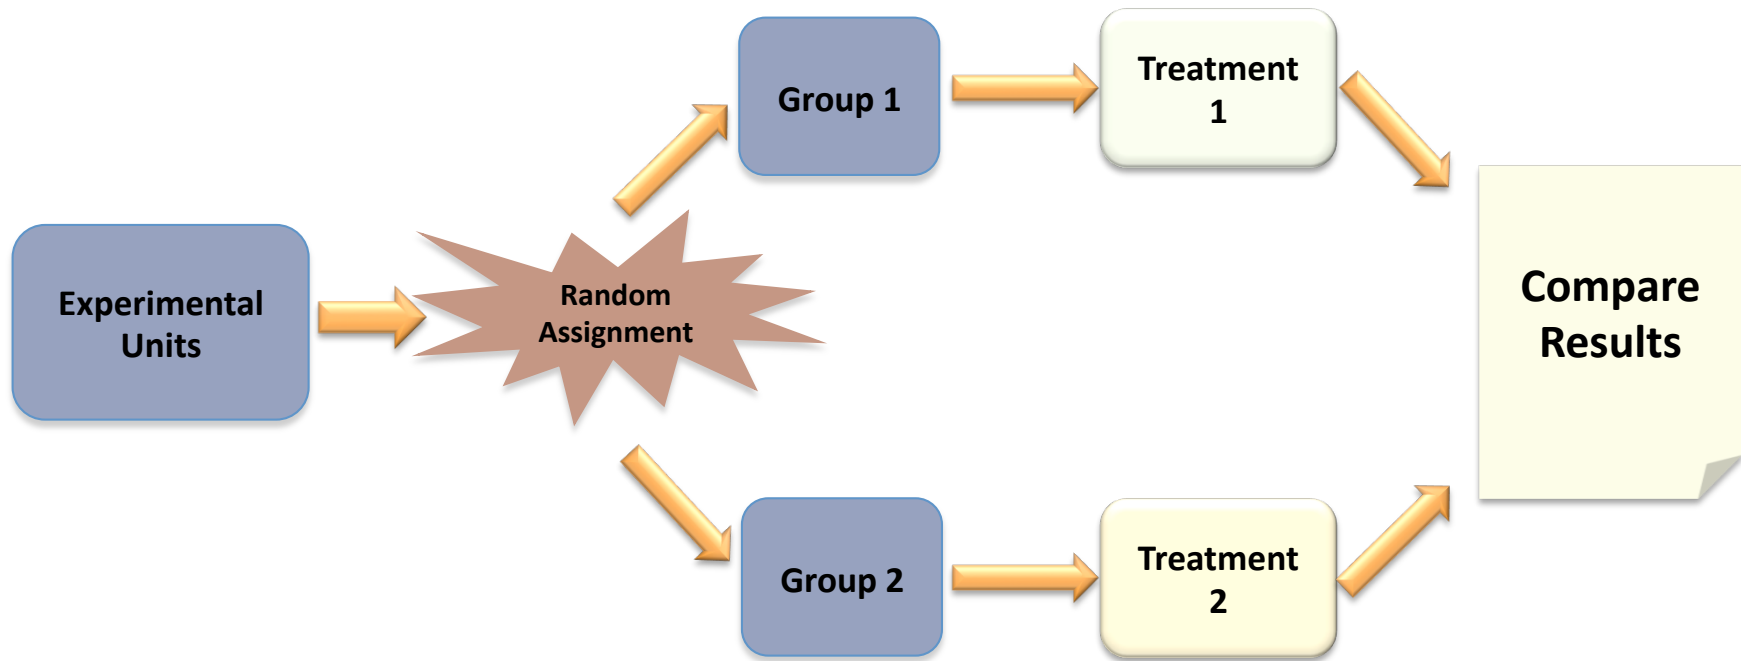 Experimental
Units
Random
Assignment
Group 1
Treatment
1
Group 2
Treatment
2
Compare
Results